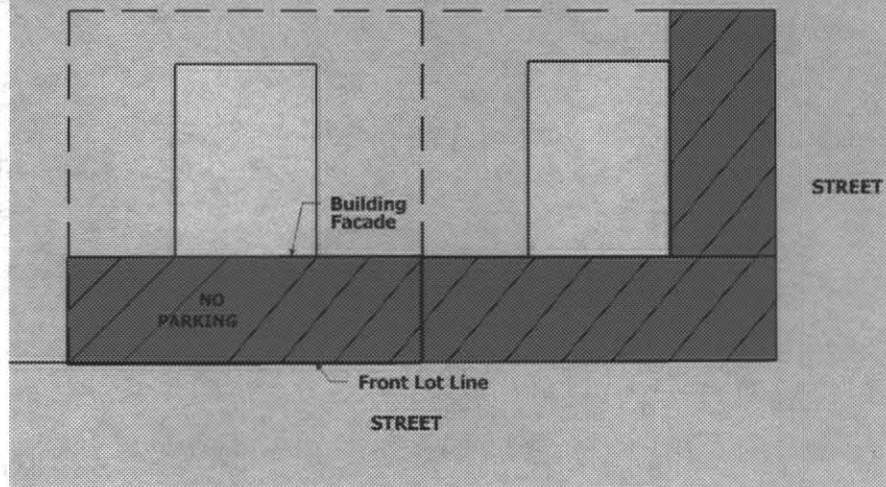 STREET
Building
Facade
NO
PARKING
Front Lot Line
STREET